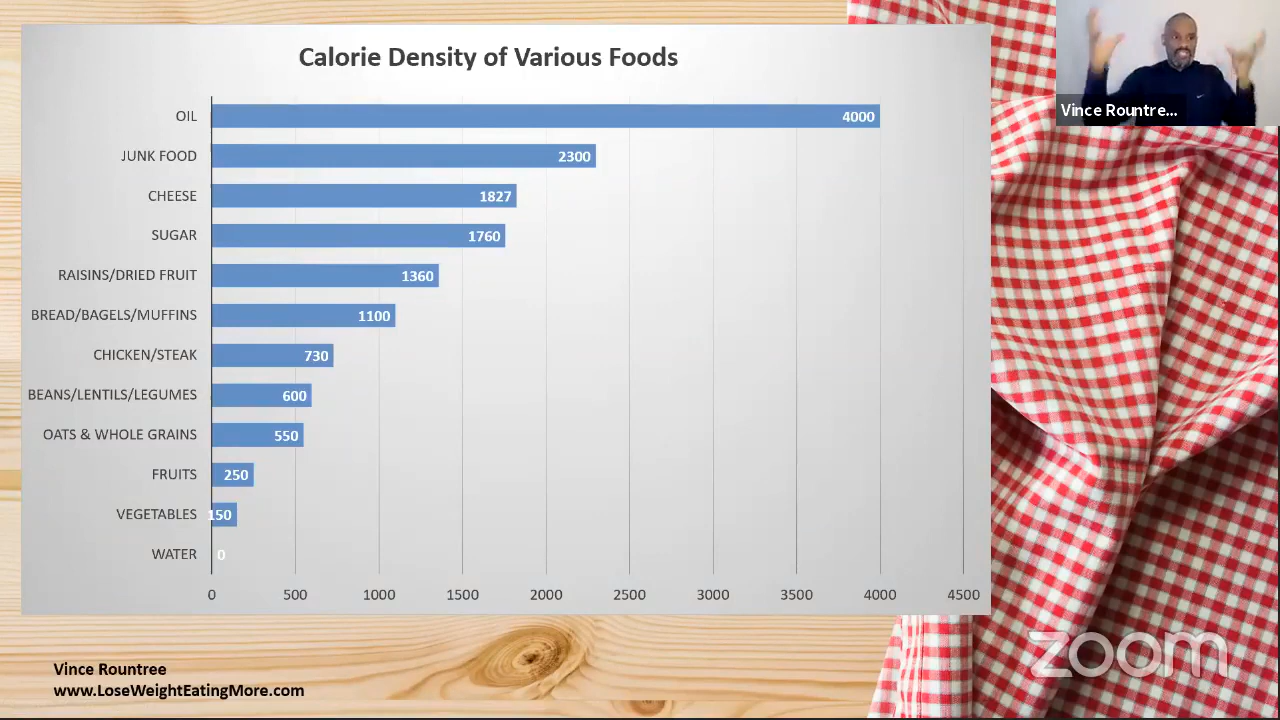 Calorie Density of Various Foods
OIL 4000
JUNK FOOD 2300
CHEESE 1827
SUGAR 1760
RAISINS/DRIED FRUIT 1360
BREAD/BAGELS/MUFFINS 1100
CHICKEN/STEAK 730
BEANS/LENTILS/LEGUMES 600
OATS & WHOLE GRAINS 550
FRUITS 250
VEGETABLES 150
WATER 0
0 500 1000 1500 2000 2500 3000 3500 4000 4500
Vince Rountre...
Vince Rountree
www.LoseWeightEatingMore.com
zoom